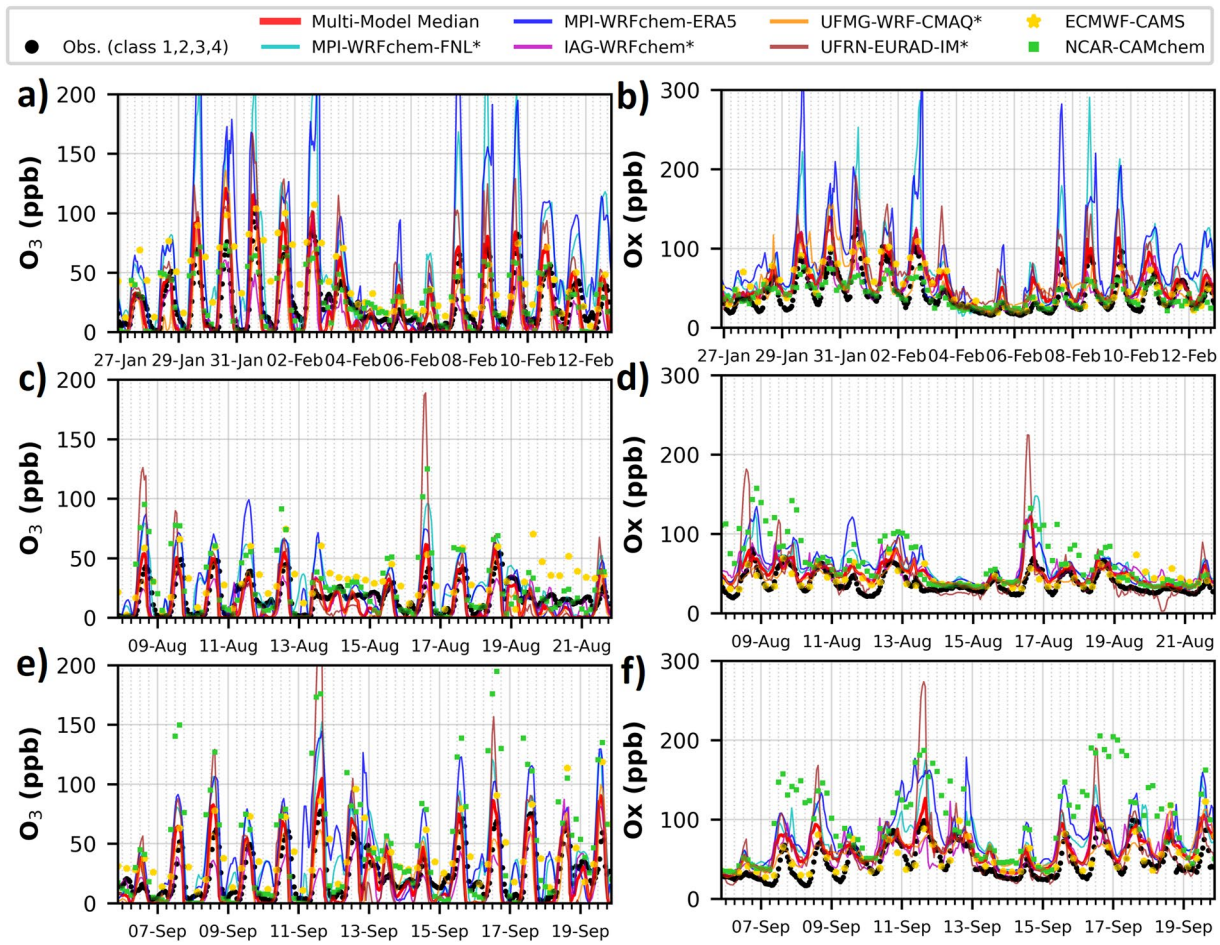 Multi-Model Median MPI-WRFchem-ERA5 UFMG-WRF-CMAQ* ECMWF-CAMS
Obs. (class 1,2,3,4) MPI-WRFchem-FNL* IAG-WRFchem* UFRN-EURAD-IM* NCAR-CAMchem
a) b)
O3 (ppb)
200
150
100
50
0
27-Jan 29-Jan 31-Jan 02-Feb 04-Feb 06-Feb 08-Feb 10-Feb 12-Feb
Ox (ppb)
300
200
100
0
27-Jan 29-Jan 31-Jan 02-Feb 04-Feb 06-Feb 08-Feb 10-Feb 12-Feb
c) d)
O3 (ppb)
200
150
100
50
0
09-Aug 11-Aug 13-Aug 15-Aug 17-Aug 19-Aug 21-Aug
Ox (ppb)
300
200
100
0
09-Aug 11-Aug 13-Aug 15-Aug 17-Aug 19-Aug 21-Aug
e) f)
O3 (ppb)
200
150
100
50
0
07-Sep 09-Sep 11-Sep 13-Sep 15-Sep 17-Sep 19-Sep
Ox (ppb)
300
200
100
0
07-Sep 09-Sep 11-Sep 13-Sep 15-Sep 17-Sep 19-Sep